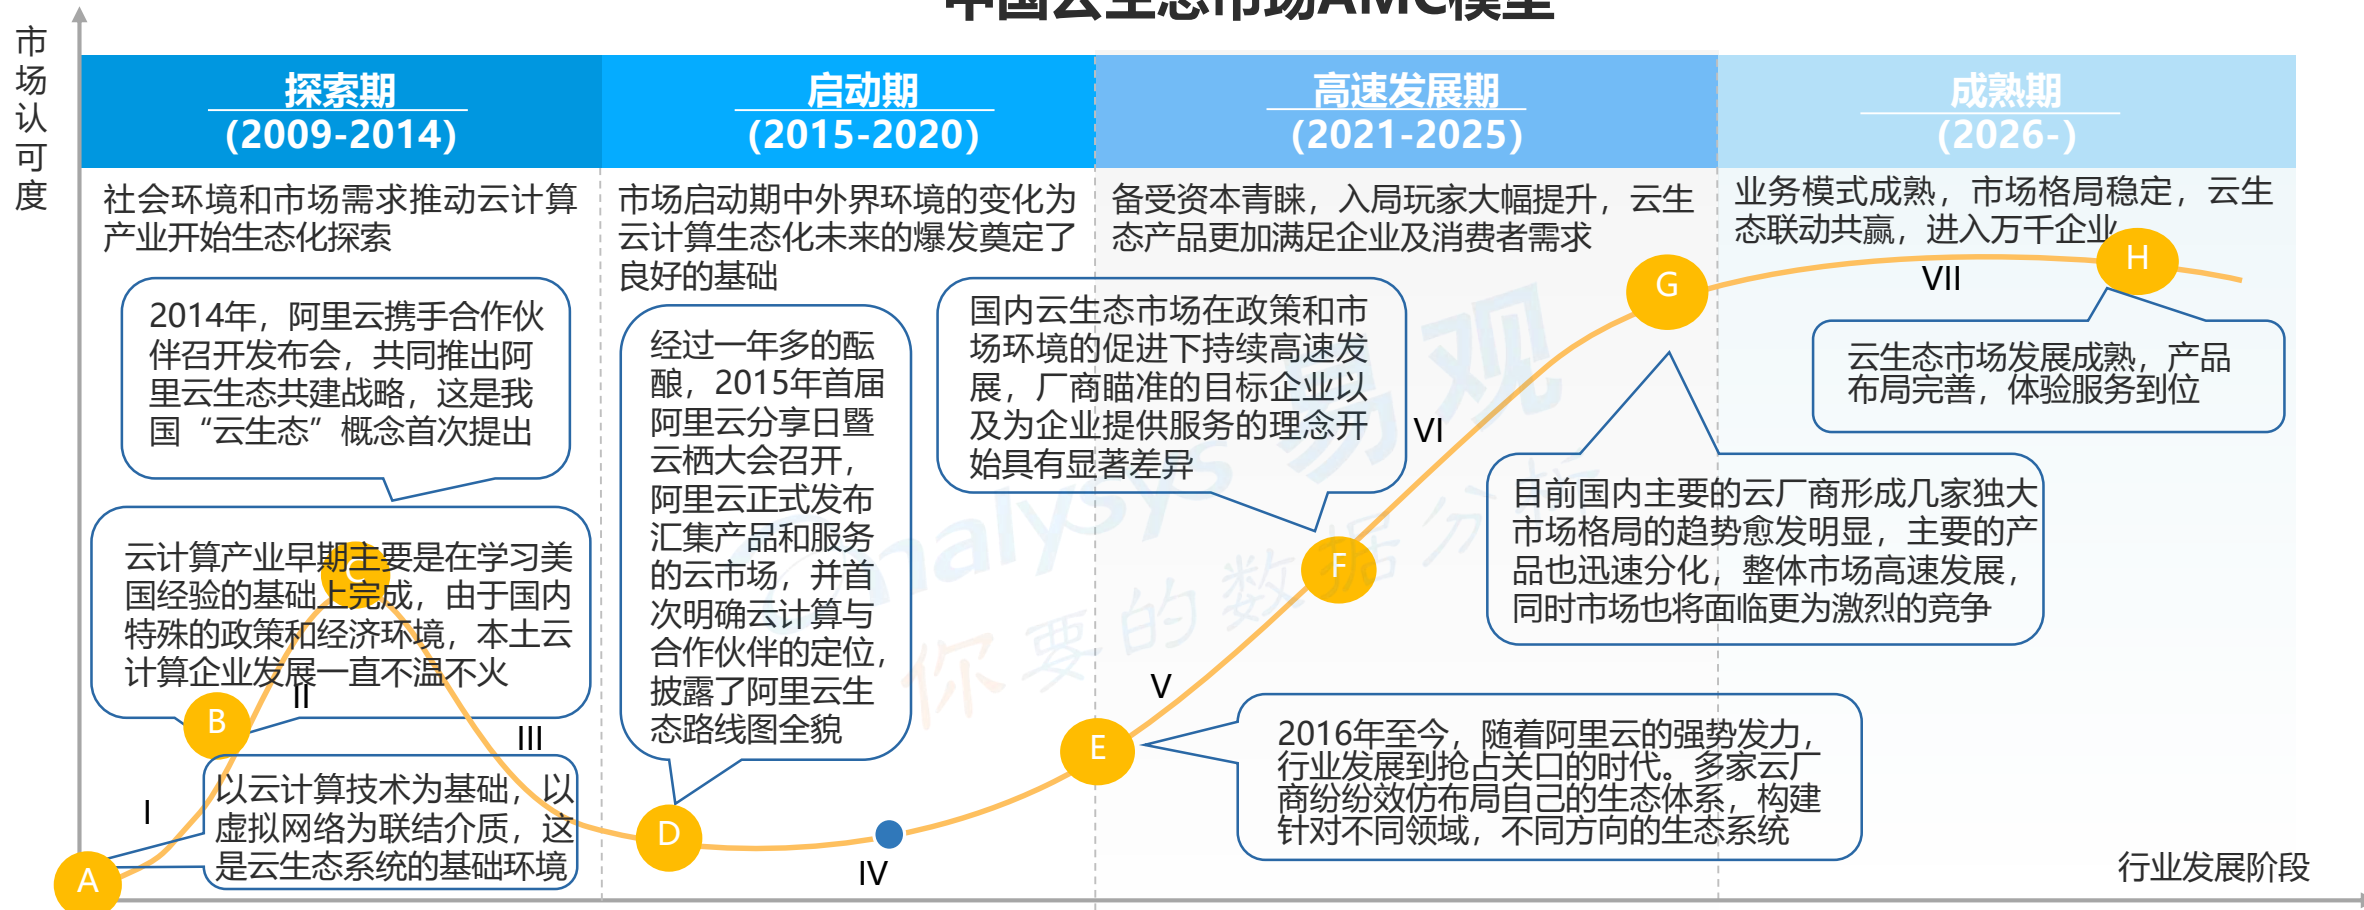 中国云生态市场AMC模型
市场认可度
探索期
(2009-2014)
启动期
(2015-2020)
高速发展期
(2021-2025)
成熟期
(2026-)
社会环境和市场需求推动云计算
产业开始生态化探索
市场启动期中外界环境的变化为
云计算生态化未来的爆发奠定了
良好的基础
备受资本青睐，入局玩家大幅提升，云生
态产品更加满足企业及消费者需求
业务模式成熟，市场格局稳定，云生
态联动共赢，进入万千企业
2014年，阿里云携手合作伙
伴召开发布会，共同推出阿
里云生态共建战略，这是我
国“云生态”概念首次提出
云计算产业早期主要是在学习美
国经验的基础上完成，由于国内
特殊的政策和经济环境，本土云
计算企业发展一直不温不火
以云计算技术为基础，以
虚拟网络为联结介质，这
是云生态系统的基础环境
经过一年多的酝
酿，2015年首届
阿里云分享日暨
云栖大会召开，
阿里云正式发布
汇集产品和服务
的云市场，并首
次明确云计算与
合作伙伴的定位，
披露了阿里云生
态路线图全貌
国内云生态市场在政策和市
场环境的促进下持续高速发
展，厂商瞄准的目标企业以
及为企业提供服务的理念开
始具有显著差异
目前国内主要的云厂商形成几家独大
市场格局的趋势愈发明显，主要的产
品也迅速分化，整体市场高速发展，
同时市场也将面临更为激烈的竞争
云生态市场发展成熟，产品
布局完善，体验服务到位
2016年至今，随着阿里云的强势发力，
行业发展到抢占关口的时代。多家云厂
商纷纷效仿布局自己的生态体系，构建
针对不同领域，不同方向的生态系统
A
B
C
D
E
F
G
H
I
II
III
IV
V
VI
VII
行业发展阶段
analysys 易观
你要的数据分析